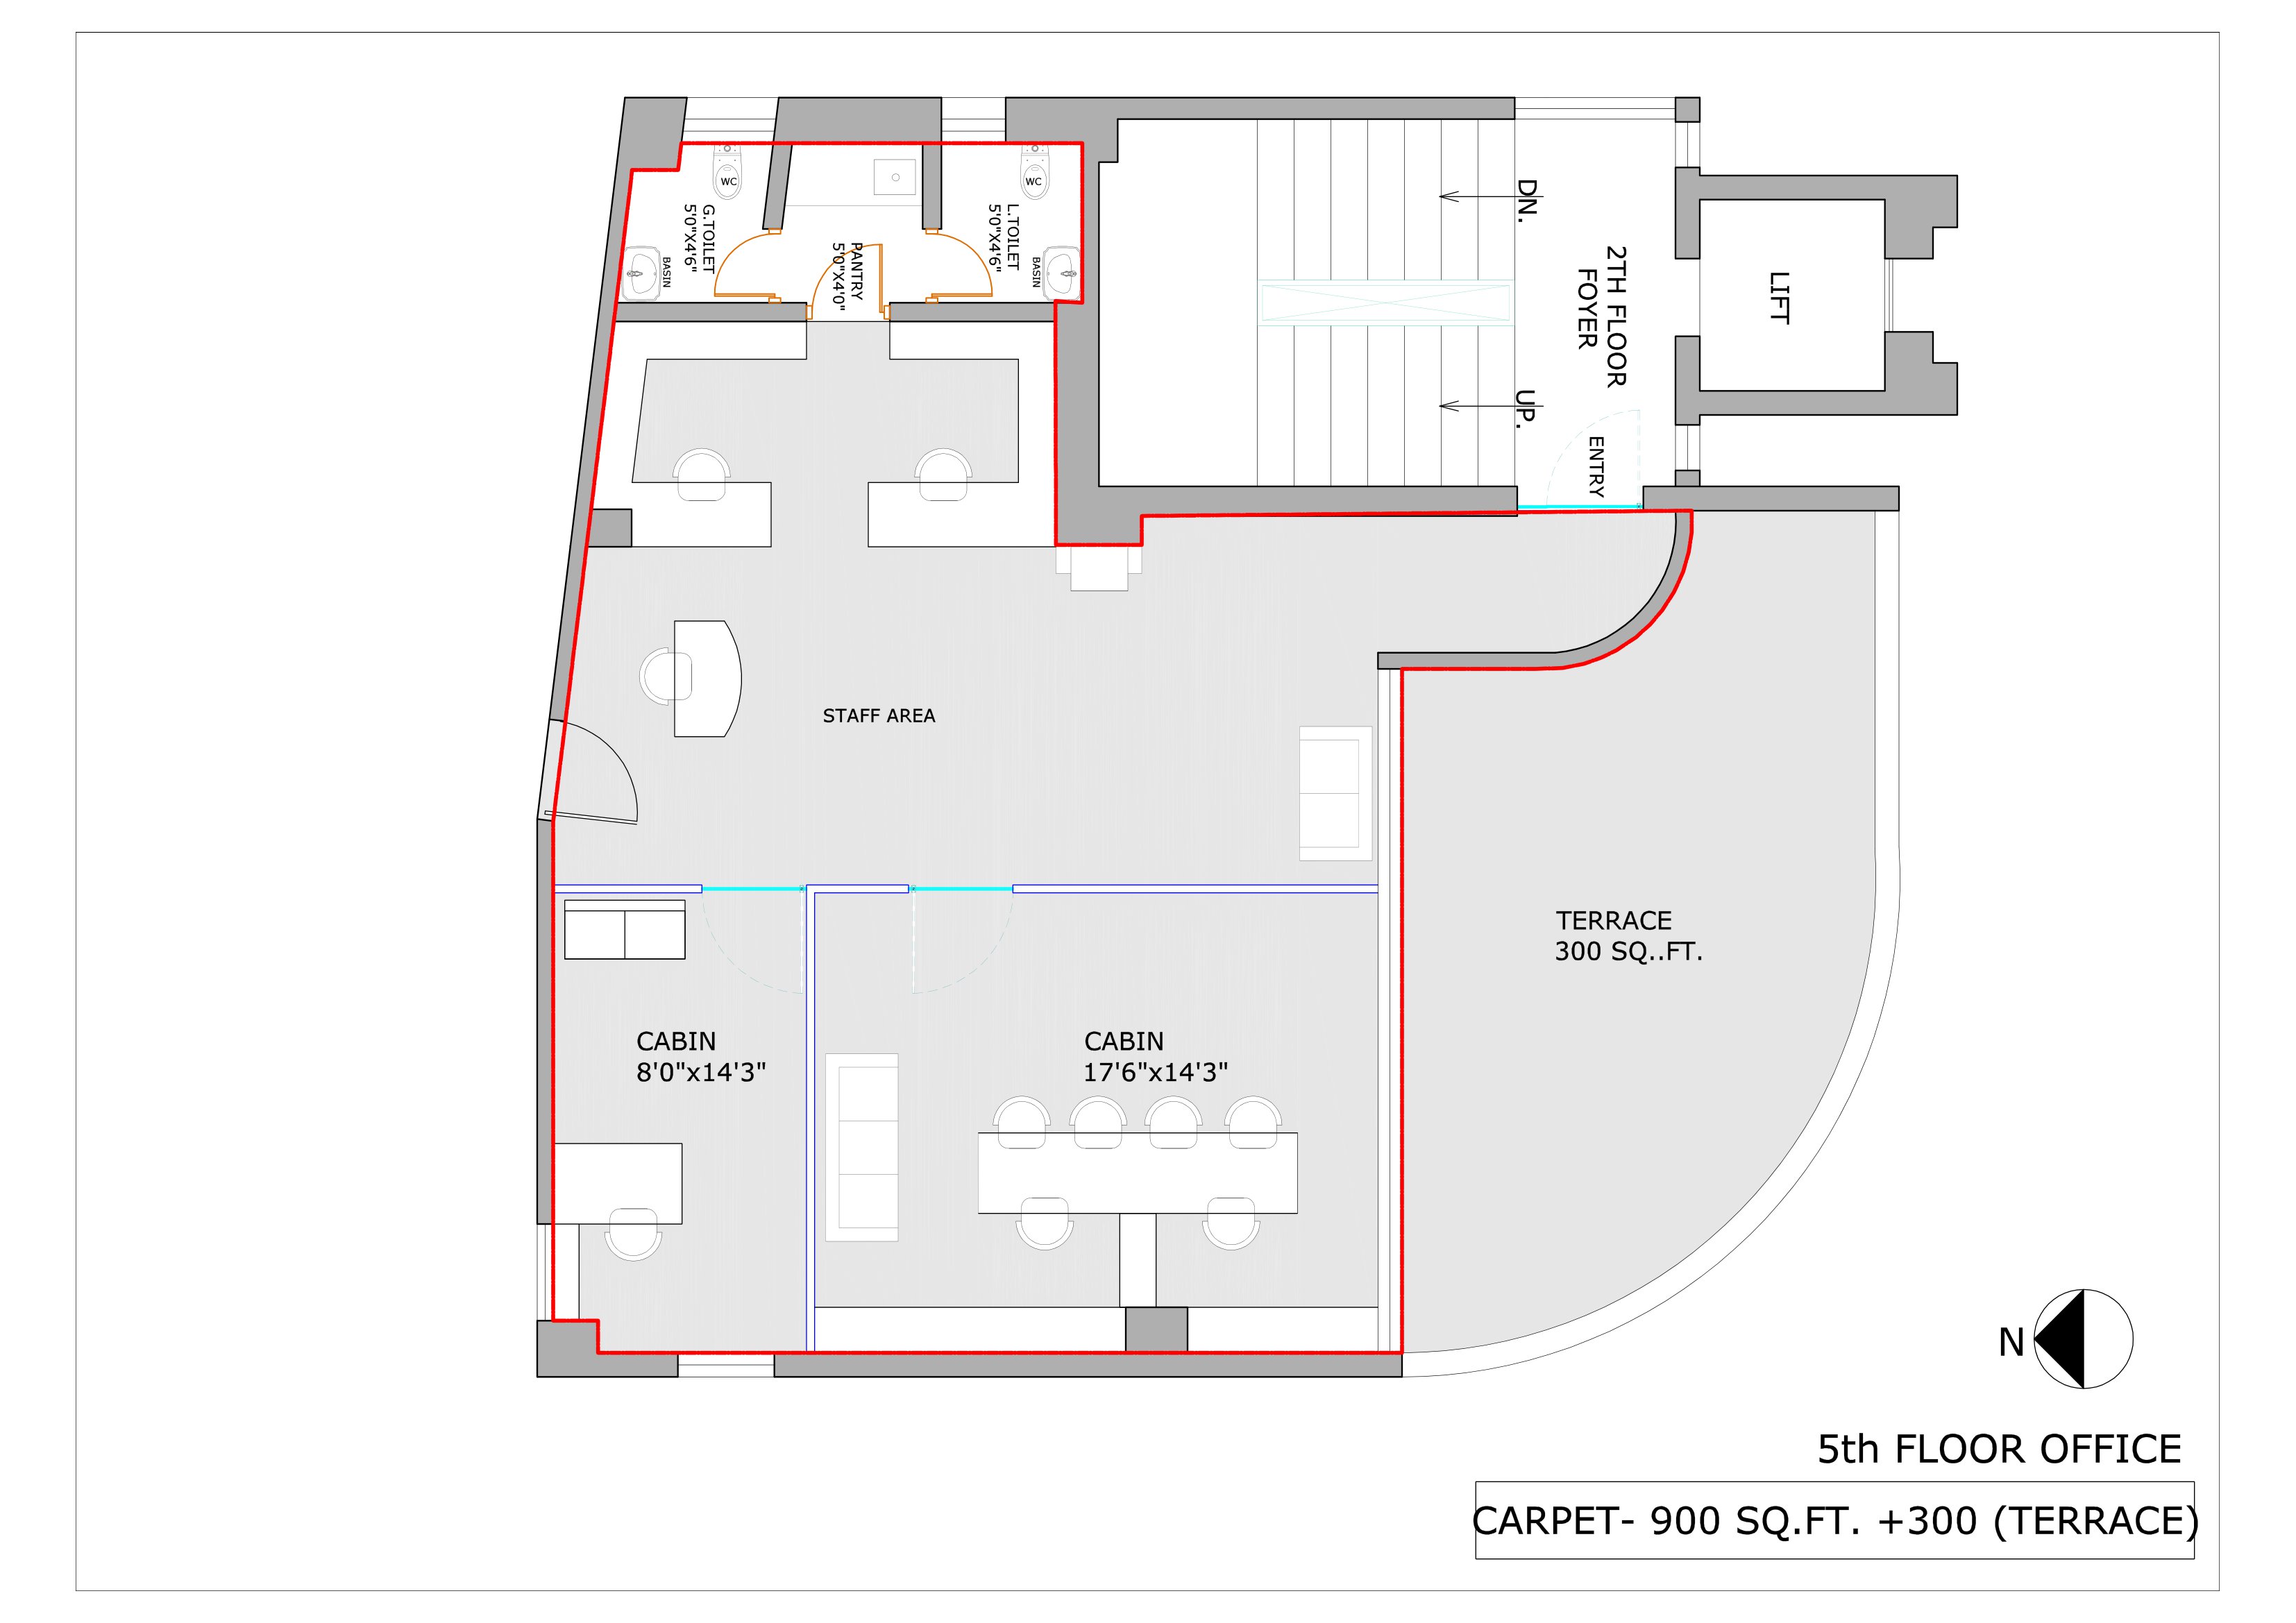 WC
WC
G.TOILET
5'0"X4'6"
BASIN
PANTRY
5'0"X4'0"
L.TOILET
5'0"X4'6"
BASIN
DN.
UP.
2TH FLOOR
FOYER
ENTRY
LIFT
STAFF AREA
TERRACE
300 SQ..FT.
CABIN
8'0"x14'3"
CABIN
17'6"x14'3"
N
5th FLOOR OFFICE
CARPET- 900 SQ.FT. +300 (TERRACE)